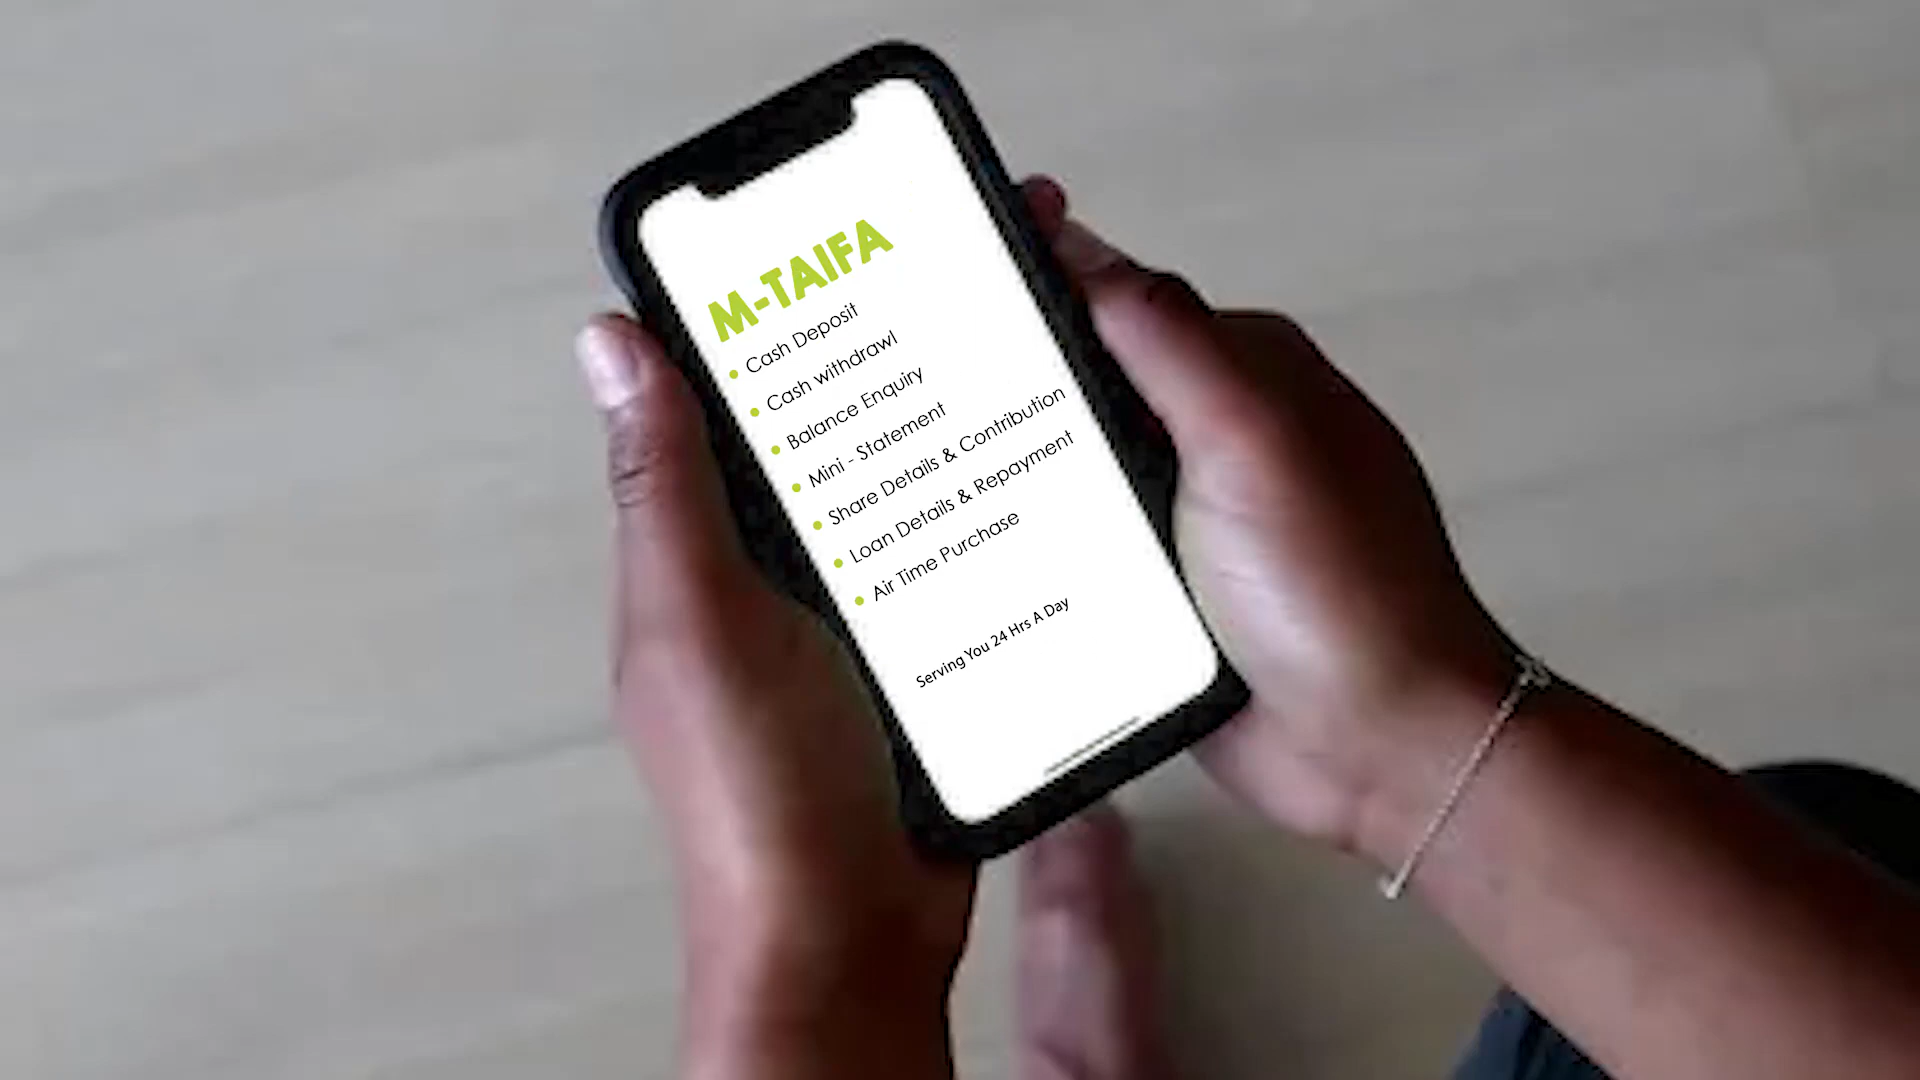 M-TAIFA
Cash Deposit
Cash withdrawl
Balance Enquiry
Mini - Statement
Share Details & Contribution
Loan Details & Repayment
Air Time Purchase
Serving You 24 Hrs A Day